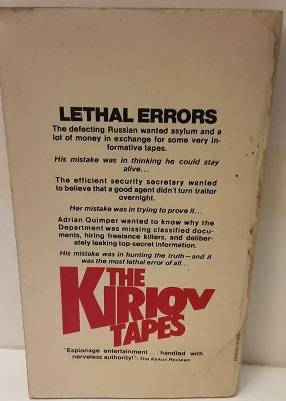 LETHAL ERRORS
The defecting Russian wanted asylum and a
lot of money in exchange for some very in-
formative tapes.
His mistake was in thinking he could stay
alive...
The efficient security secretary wanted
to believe that a good agent didn't turn traitor
overnight.
Her mistake was in trying to prove it...
Adrian Quimper wanted to know why the
Department was missing classified docu-
ments, hiring freelance killers, and deliber-
ately leaking top-secret information.
His mistake was in hunting the truth—and it
was the most lethal error of all...
THE
KIRIOV
TAPES
"Espionage entertainment . . . handled with
nerveless authority!"-The Kirkus Reviews